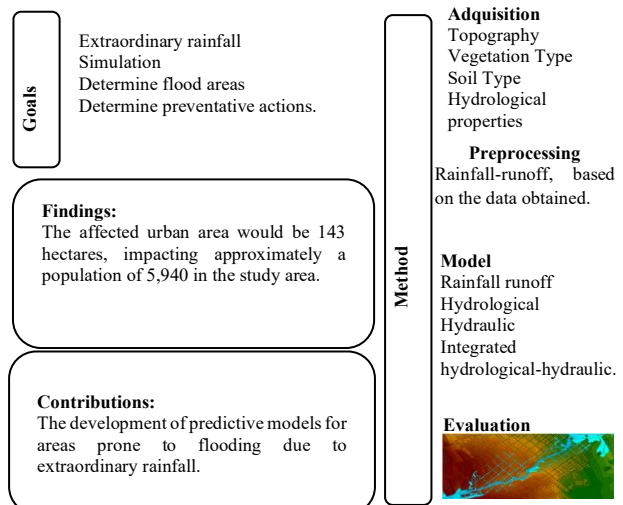 Goals
Extraordinary rainfall
Simulation
Determine flood areas
Determine preventative actions.
Findings:
The affected urban area would be 143
hectares, impacting approximately a
population of 5,940 in the study area.
Contributions:
The development of predictive models for
areas prone to flooding due to
extraordinary rainfall.
Method
Adquisition
Topography
Vegetation Type
Soil Type
Hydrological
properties
Preprocessing
Rainfall-runoff, based
on the data obtained.
Model
Rainfall runoff
Hydrological
Hydraulic
Integrated
hydrological-hydraulic.
Evaluation